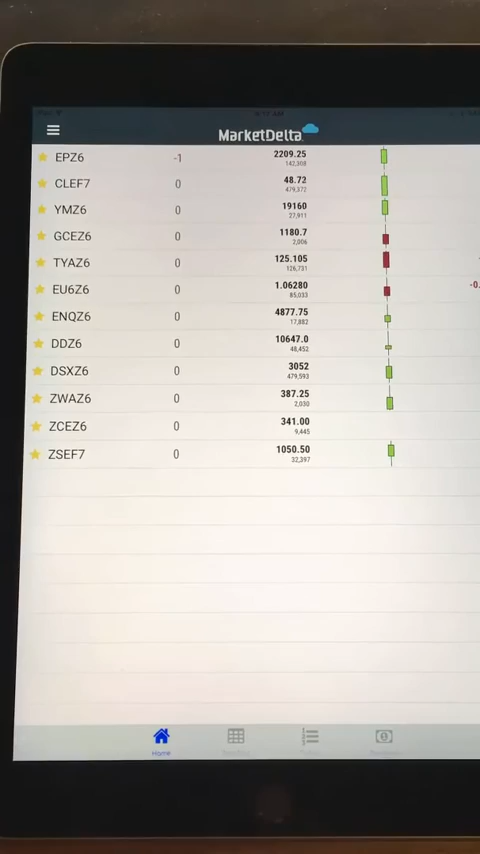 MarketDelta
EPZ6 -1 2209.25
142,308
CLEF7 0 48.72
479,372
YMZ6 0 19160
27,911
GCEZ6 0 1180.7
2,006
TYAZ6 0 125.105
126,731
EU6Z6 0 1.06280
85,033
ENQZ6 0 4877.75
17,882
DDZ6 0 10647.0
48,452
DSXZ6 0 3052
479,593
ZWAZ6 0 387.25
2,030
ZCEZ6 0 341.00
9,445
ZSEF7 0 1050.50
32,397
Home